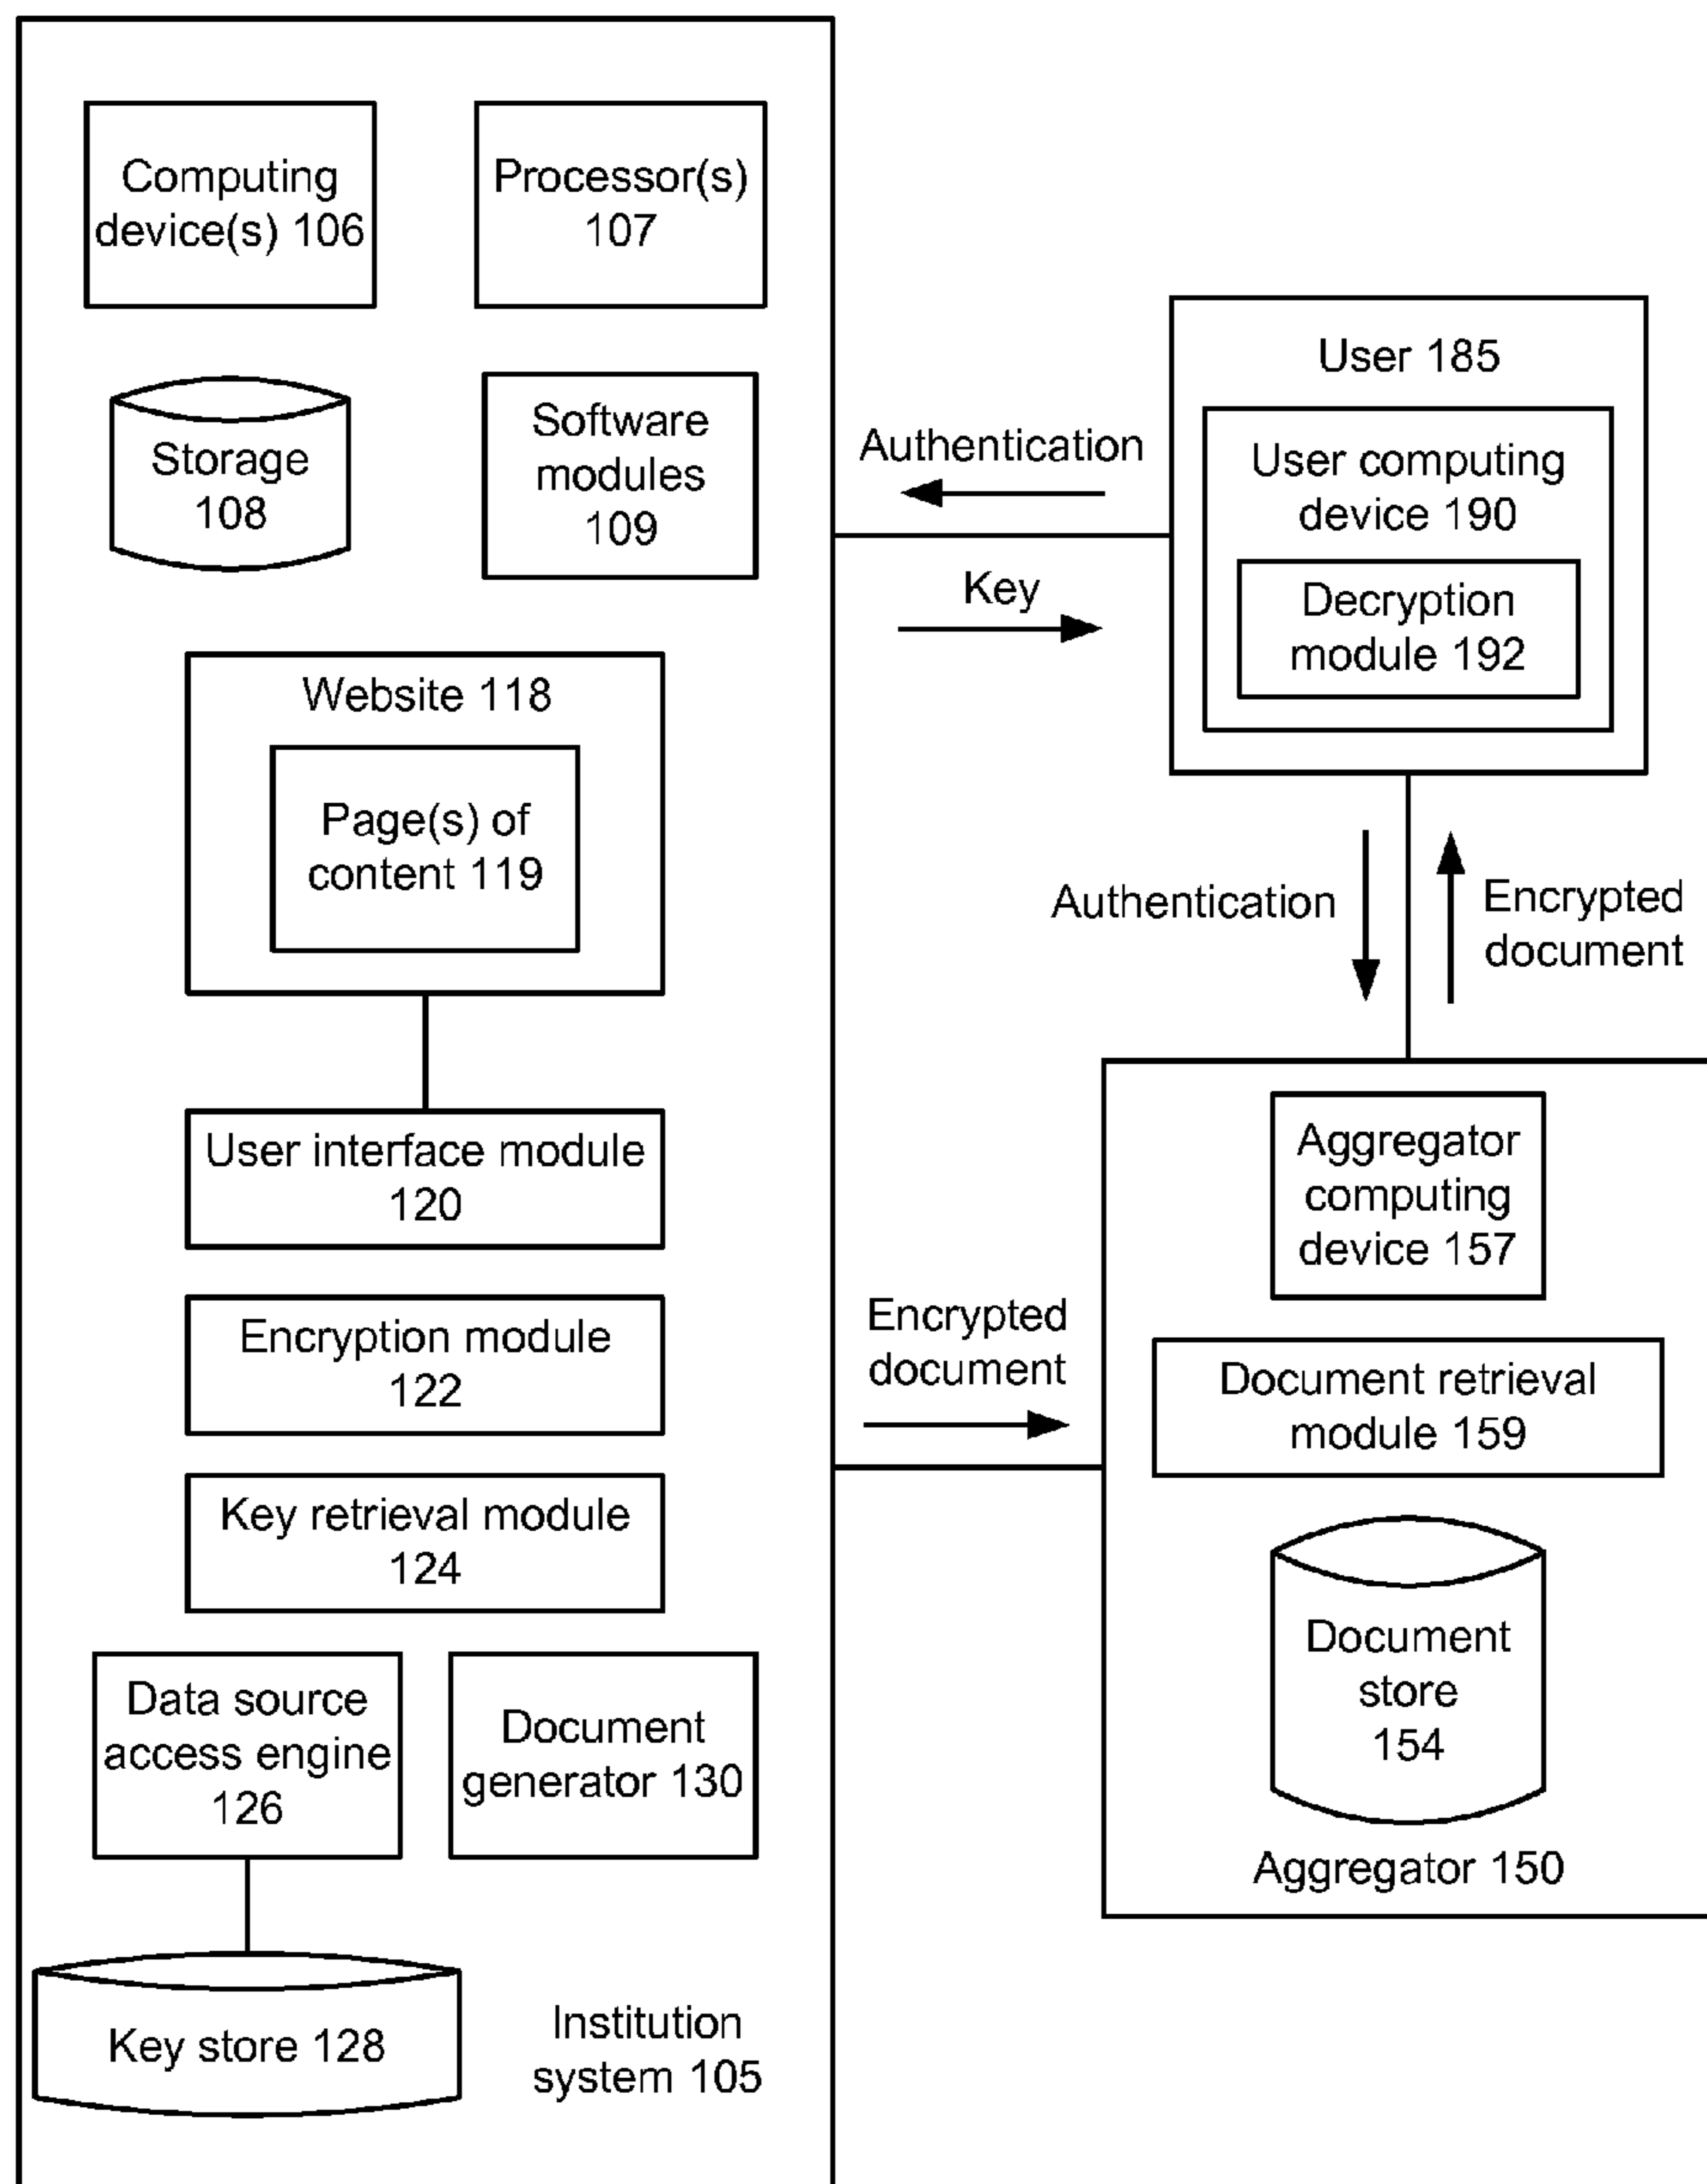 Computing
device(s) 106
Processor(s)
107
Storage
108
Software
modules
109
Website 118
Page(s) of
content 119
User interface module
120
Encryption module
122
Key retrieval module
124
Data source
access engine
126
Document
generator 130
Key store 128
Institution
system 105
Authentication
Key
User 185
User computing
device 190
Decryption
module 192
Authentication
Encrypted
document
Encrypted
document
Aggregator
computing
device 157
Document retrieval
module 159
Document
store
154
Aggregator 150